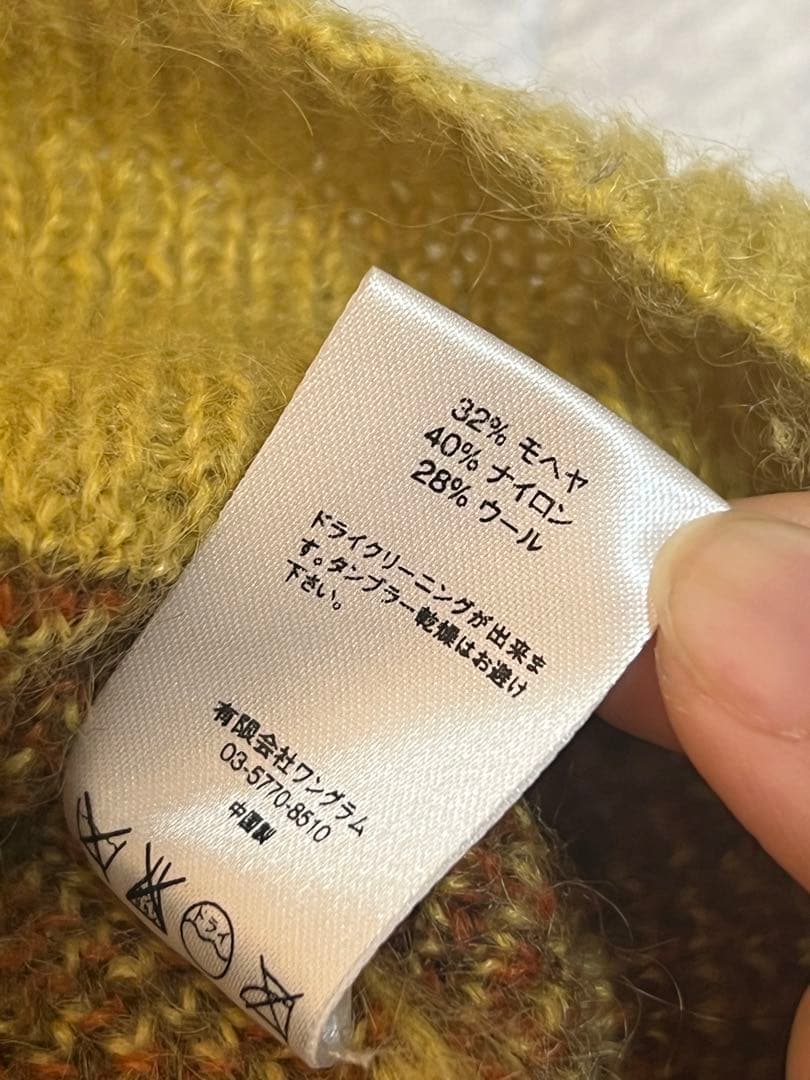 32% モヘヤ
40% ナイロン
28% ウール
ドライクリーニングが出来ま
す。タンブラー乾燥はお避け
下さい。
有限会社ワングラム
03-5770-8510
中国製
ドライ